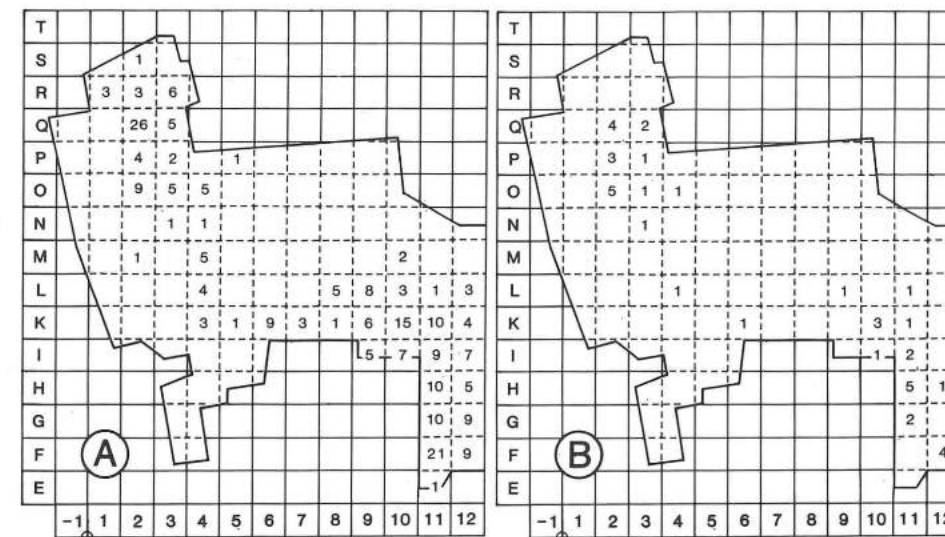 T T
S 1 S
R 3 3 6 R
Q 26 5 Q 4 2
P 4 2 1 P 3 1
O 9 5 5 O 5 1 1
N 1 1 N 1
M 1 5 2 M
L 4 5 8 3 1 3 L 1 1 1
K 3 1 9 3 1 6 15 10 4 K 1 3 1
I 5 7 9 7 I 1 2
H 10 5 H 5 1
G 10 9 G 2
F A 21 9 F B 4
E 1 E
-1 1 2 3 4 5 6 7 8 9 10 11 12 -1 1 2 3 4 5 6 7 8 9 10 11 12